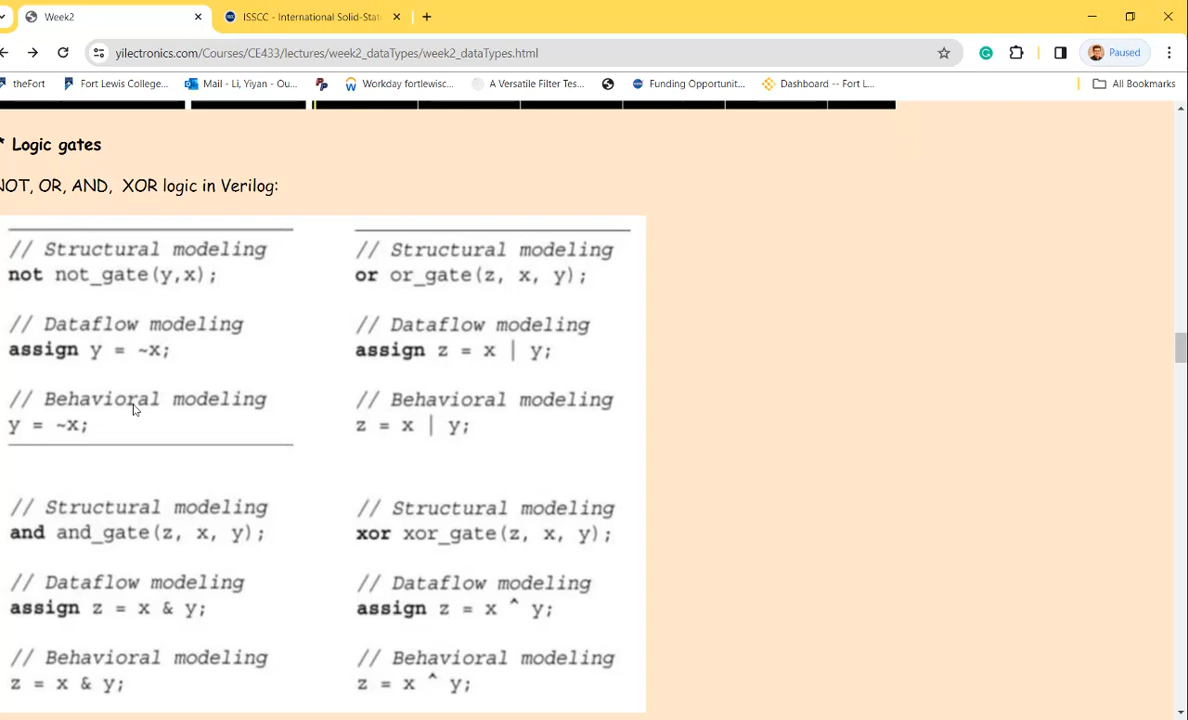 Week2
ISSCC - International Solid-Stat
yilectronics.com/Courses/CE433/lectures/week2_dataTypes/week2_dataTypes.html
Paused
theFort
Fort Lewis College...
Mail - Li, Yiyan - Ou...
Workday fortlewisc...
A Versatile Filter Tes...
Funding Opportunit...
Dashboard -- Fort L...
All Bookmarks
* Logic gates
NOT, OR, AND, XOR logic in Verilog:
// Structural modeling
not not_gate(y,x);
// Dataflow modeling
assign y = ~x;
// Behavioral modeling
y = ~x;
// Structural modeling
or or_gate(z, x, y);
// Dataflow modeling
assign z = x | y;
// Behavioral modeling
z = x | y;
// Structural modeling
and and_gate(z, x, y);
// Dataflow modeling
assign z = x & y;
// Behavioral modeling
z = x & y;
// Structural modeling
xor xor_gate(z, x, y);
// Dataflow modeling
assign z = x ^ y;
// Behavioral modeling
z = x ^ y;